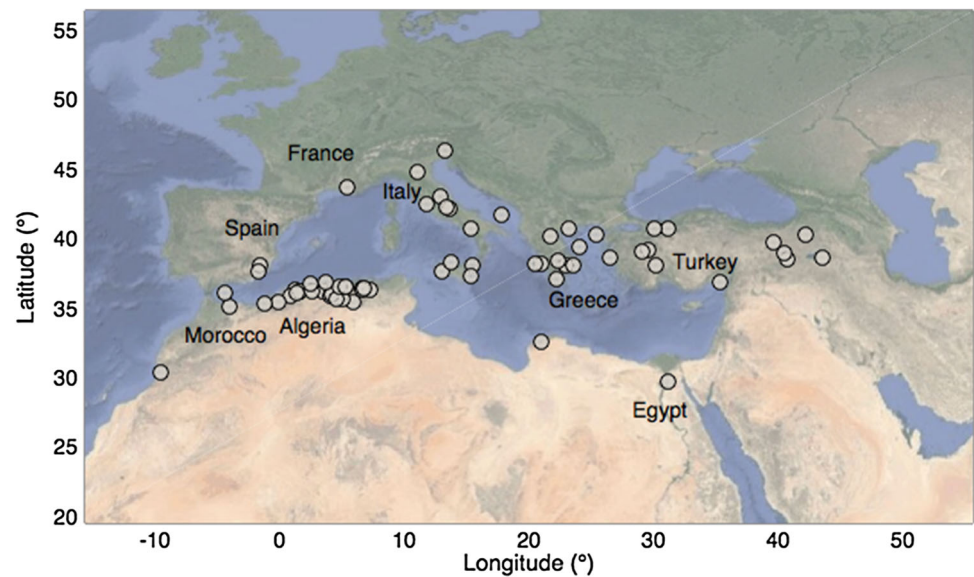 55
50
45
40
35
30
25
20
Latitude (°)
France
Italy
Spain
Turkey
Greece
Morocco
Algeria
Egypt
-10
0
10
20
30
40
50
Longitude (°)